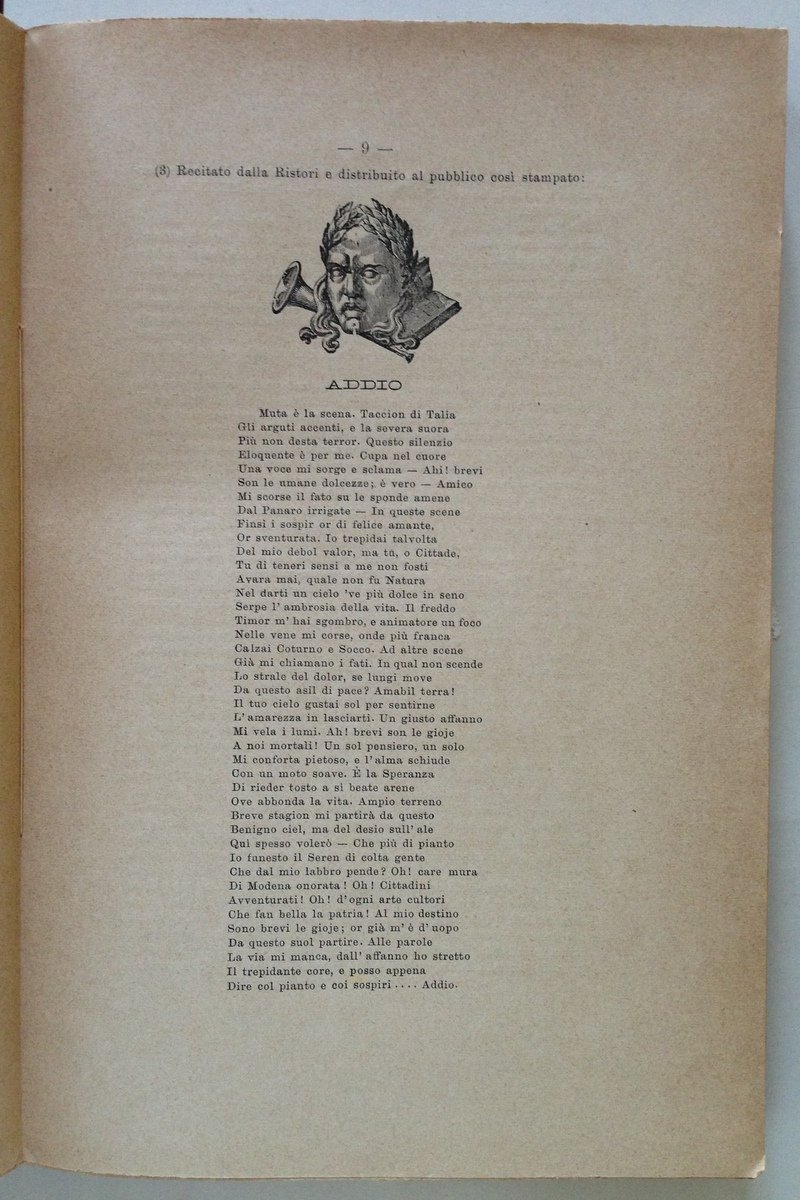 — 9 —
(3) Recitato dalla Ristori e distribuito al pubblico così stampato:
ADDIO
Muta è la scena. Taccion di Talia
Gli arguti accenti, e la severa suora
Più non desta terror. Questo silenzio
Eloquente è per me. Cupa nel cuore
Una voce mi sorge e sclama — Ahi! brevi
Son le umane dolcezze; è vero — Amico
Mi scorse il fato su le sponde amene
Dal Panaro irrigate — In queste scene
Finsi i sospir or di felice amante,
Or sventurata. Io trepidai talvolta
Del mio debol valor, ma tu, o Cittade,
Tu di teneri sensi a me non fosti
Avara mai, quale non fu Natura
Nel darti un cielo 've più dolce in seno
Serpe l' ambrosia della vita. Il freddo
Timor m' hai sgombro, e animatore un foco
Nelle vene mi corse, onde più franca
Calzai Coturno e Socco. Ad altre scene
Già mi chiamano i fati. In qual non scende
Lo strale del dolor, se lungi move
Da questo asil di pace? Amabil terra!
Il tuo cielo gustai sol per sentirne
L' amarezza in lasciarti. Un giusto affanno
Mi vela i lumi. Ah! brevi son le gioje
A noi mortali! Un sol pensiero, un solo
Mi conforta pietoso, e l' alma schiude
Con un moto soave. È la Speranza
Di rieder tosto a sì beate arene
Ove abbonda la vita. Ampio terreno
Breve stagion mi partirà da questo
Benigno ciel, ma del desio sull' ale
Quì spesso volerò — Che più di pianto
Io funesto il Seren di colta gente
Che dal mio labbro pende? Oh! care mura
Di Modena onorata! Oh! Cittadini
Avventurati! Oh! d' ogni arte cultori
Che fan bella la patria! Al mio destino
Sono brevi le gioje; or già m' è d' uopo
Da questo suol partire. Alle parole
La via mi manca, dall' affanno ho stretto
Il trepidante core, e posso appena
Dire col pianto e coi sospiri .... Addio.